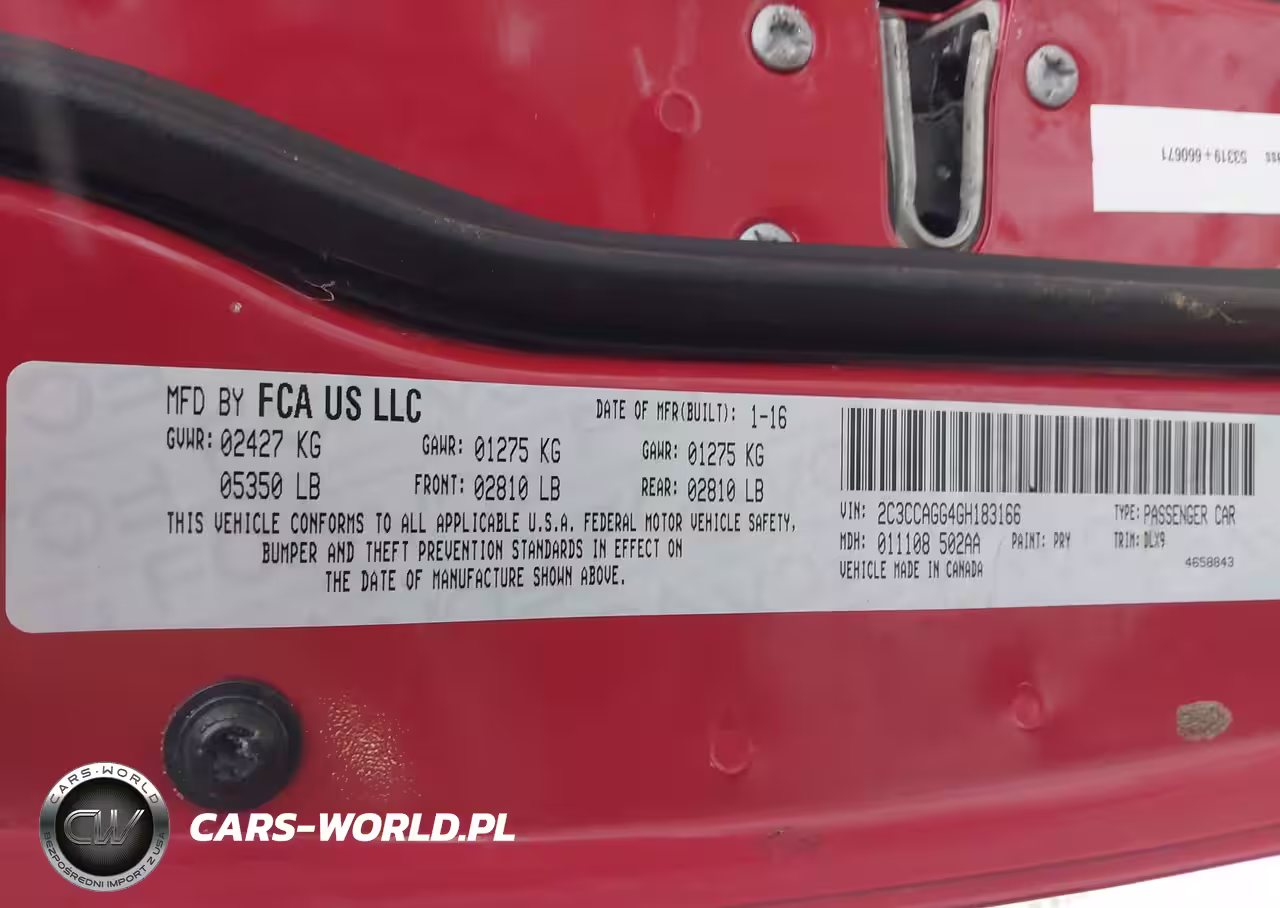 ss 53319+660671
MFD BY FCA US LLC
DATE OF MFR(BUILT): 1-16
GVWR: 02427 KG GAWR: 01275 KG GAWR: 01275 KG
05350 LB FRONT: 02810 LB REAR: 02810 LB
THIS VEHICLE CONFORMS TO ALL APPLICABLE U.S.A. FEDERAL MOTOR VEHICLE SAFETY,
BUMPER AND THEFT PREVENTION STANDARDS IN EFFECT ON
THE DATE OF MANUFACTURE SHOWN ABOVE.
VIN: 2C3CCAGG4GH183166 TYPE: PASSENGER CAR
MDH: 011108 502AA PAINT: PRY TRIM: DLX9
VEHICLE MADE IN CANADA 4658843
CARS-WORLD
CW
BEZPOŚREDNI IMPORT Z USA
CARS-WORLD.PL